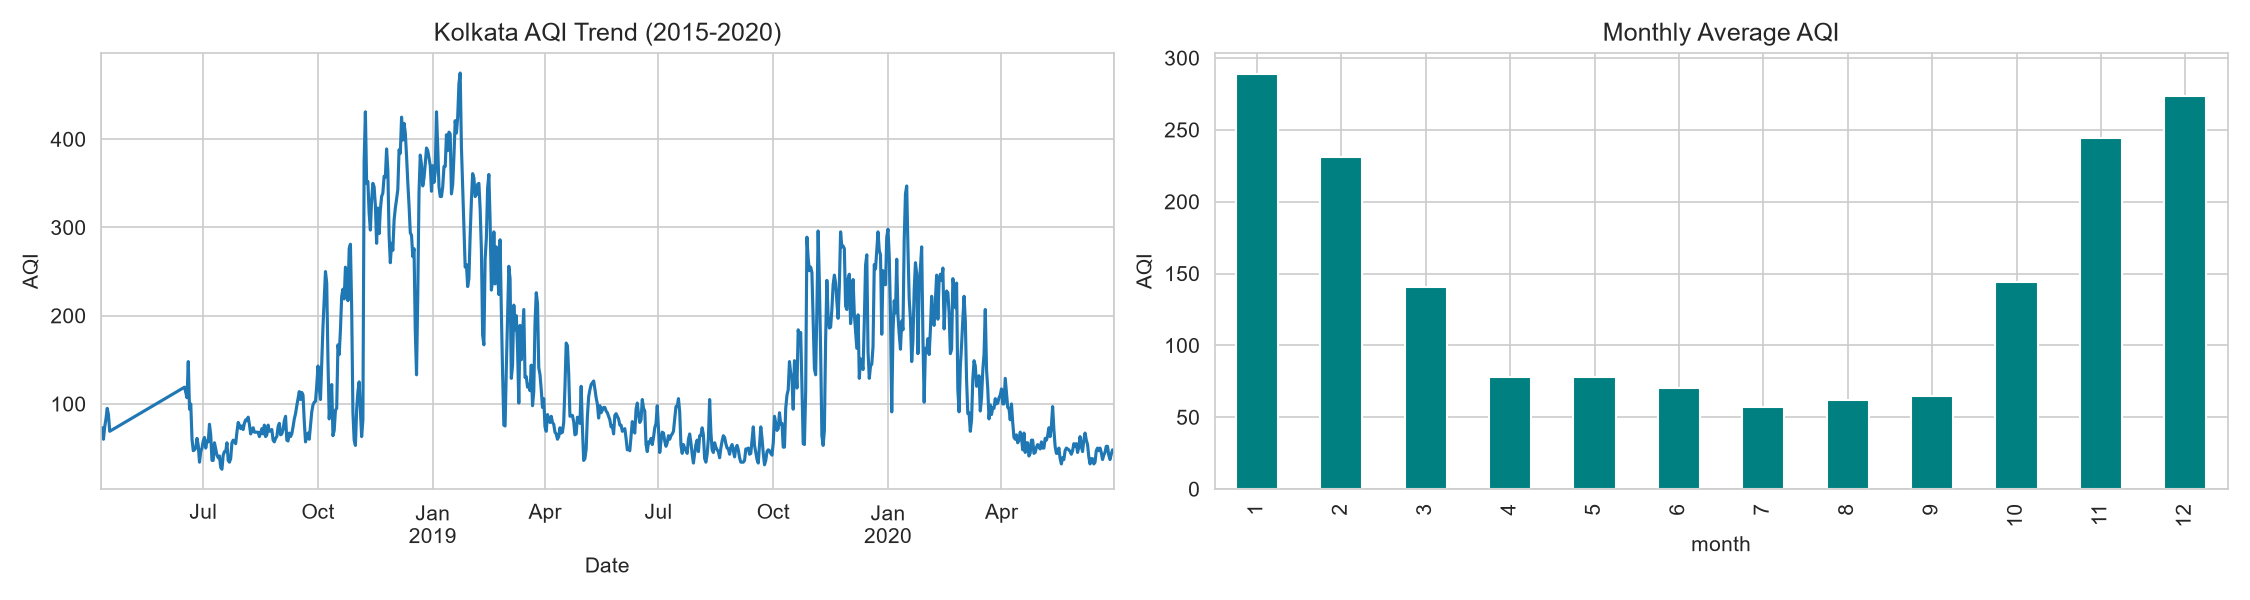 Kolkata AQI Trend (2015-2020)
AQI
400
300
200
100
Jul
Oct
Jan
2019
Apr
Jul
Oct
Jan
2020
Apr
Date
Monthly Average AQI
AQI
300
250
200
150
100
50
0
1
2
3
4
5
6
7
8
9
10
11
12
month